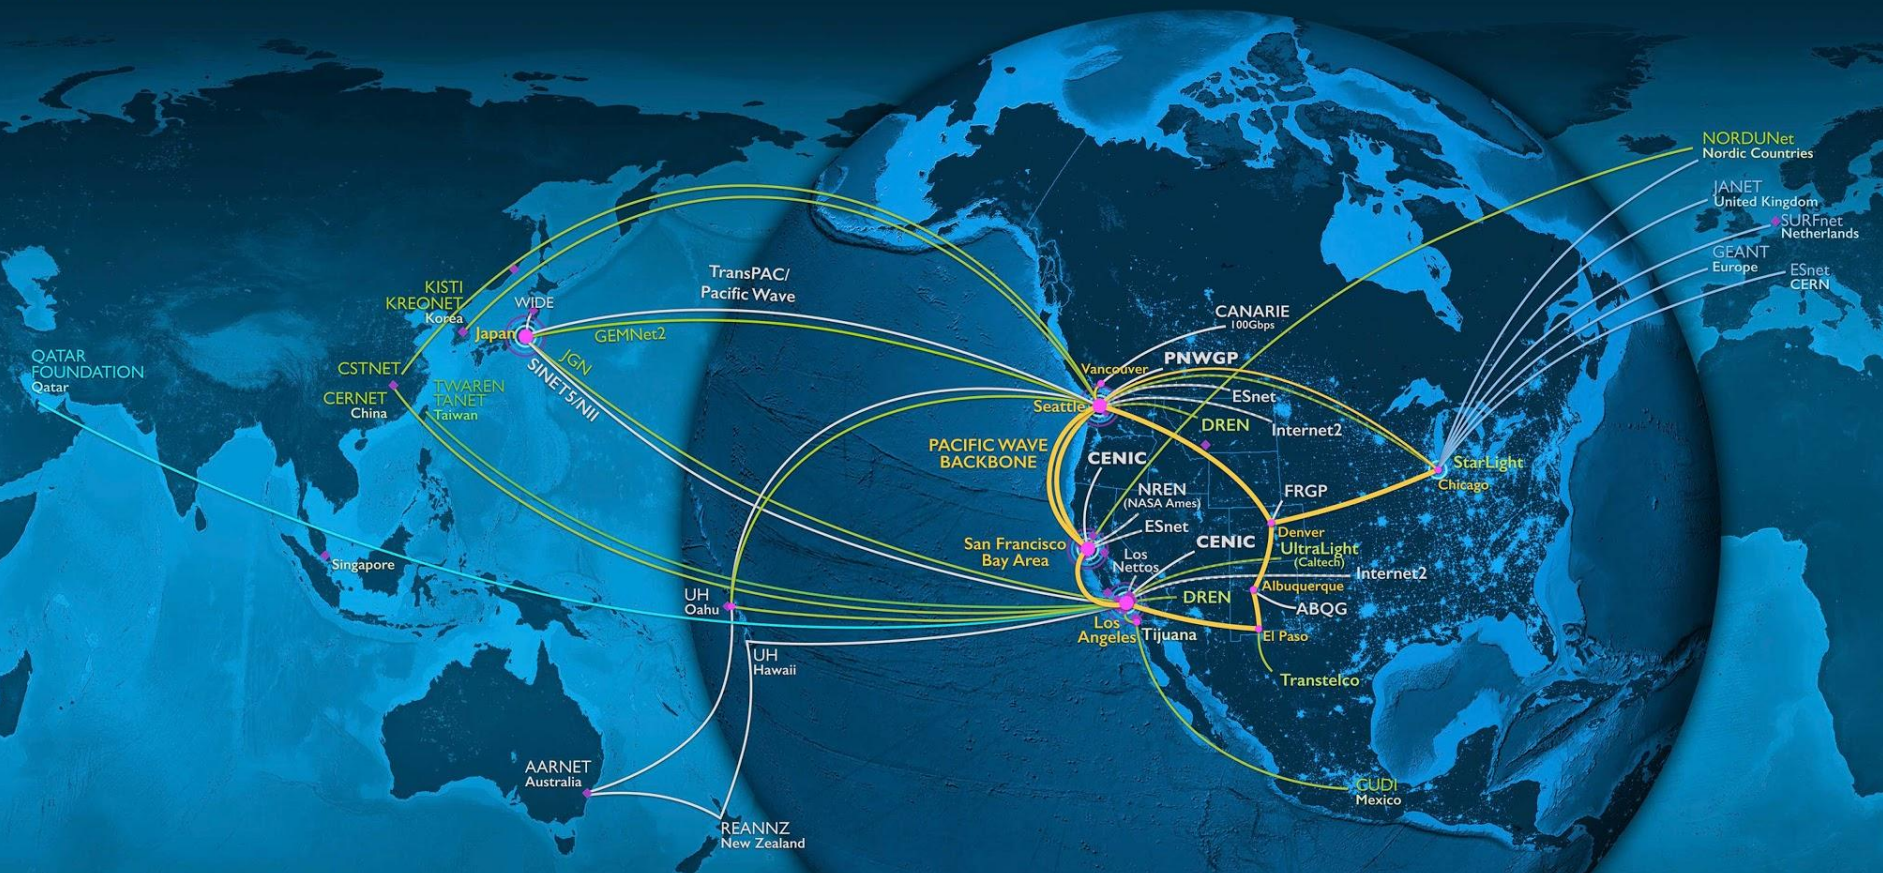 NORDUNet
Nordic Countries
JANET
United Kingdom
SURFnet
Netherlands
GEANT
Europe
ESnet
CERN
TransPAC/
Pacific Wave
KISTI
KREONET
Korea
WIDE
Japan
GEMNet2
JGN
SINET5/NII
QATAR
FOUNDATION
Qatar
CSTNET
CERNET
China
TWAREN
TANET
Taiwan
Singapore
CANARIE
100Gbps
PNWGP
Vancouver
Seattle
ESnet
DREN
Internet2
PACIFIC WAVE
BACKBONE
CENIC
StarLight
Chicago
NREN
(NASA Ames)
ESnet
FRGP
Denver
San Francisco
Bay Area
CENIC
Los
Nettos
UltraLight
(Caltech)
Internet2
Albuquerque
DREN
ABQG
UH
Oahu
Los
Angeles
Tijuana
El Paso
UH
Hawaii
Transtelco
AARNET
Australia
CUDI
Mexico
REANNZ
New Zealand